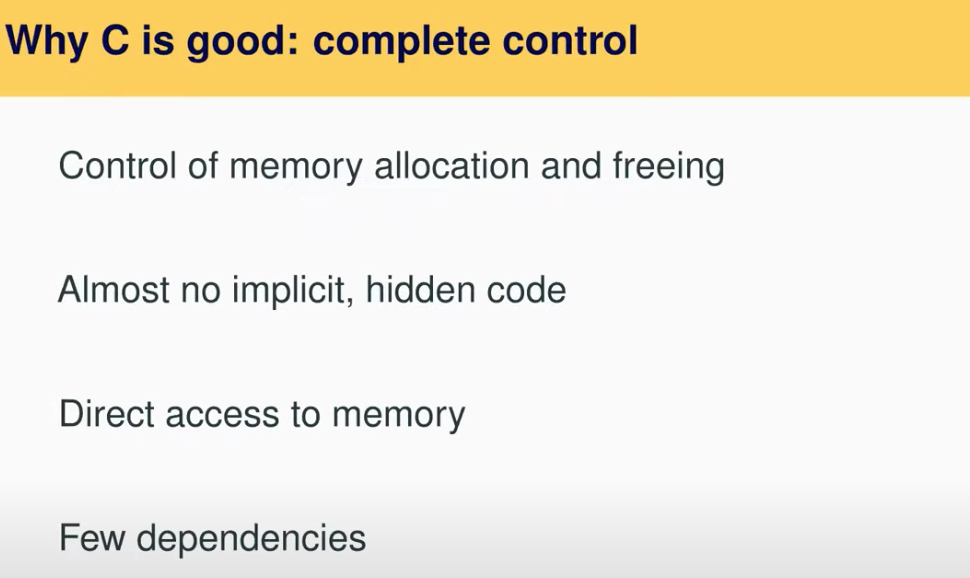 Why C is good: complete control
Control of memory allocation and freeing
Almost no implicit, hidden code
Direct access to memory
Few dependencies